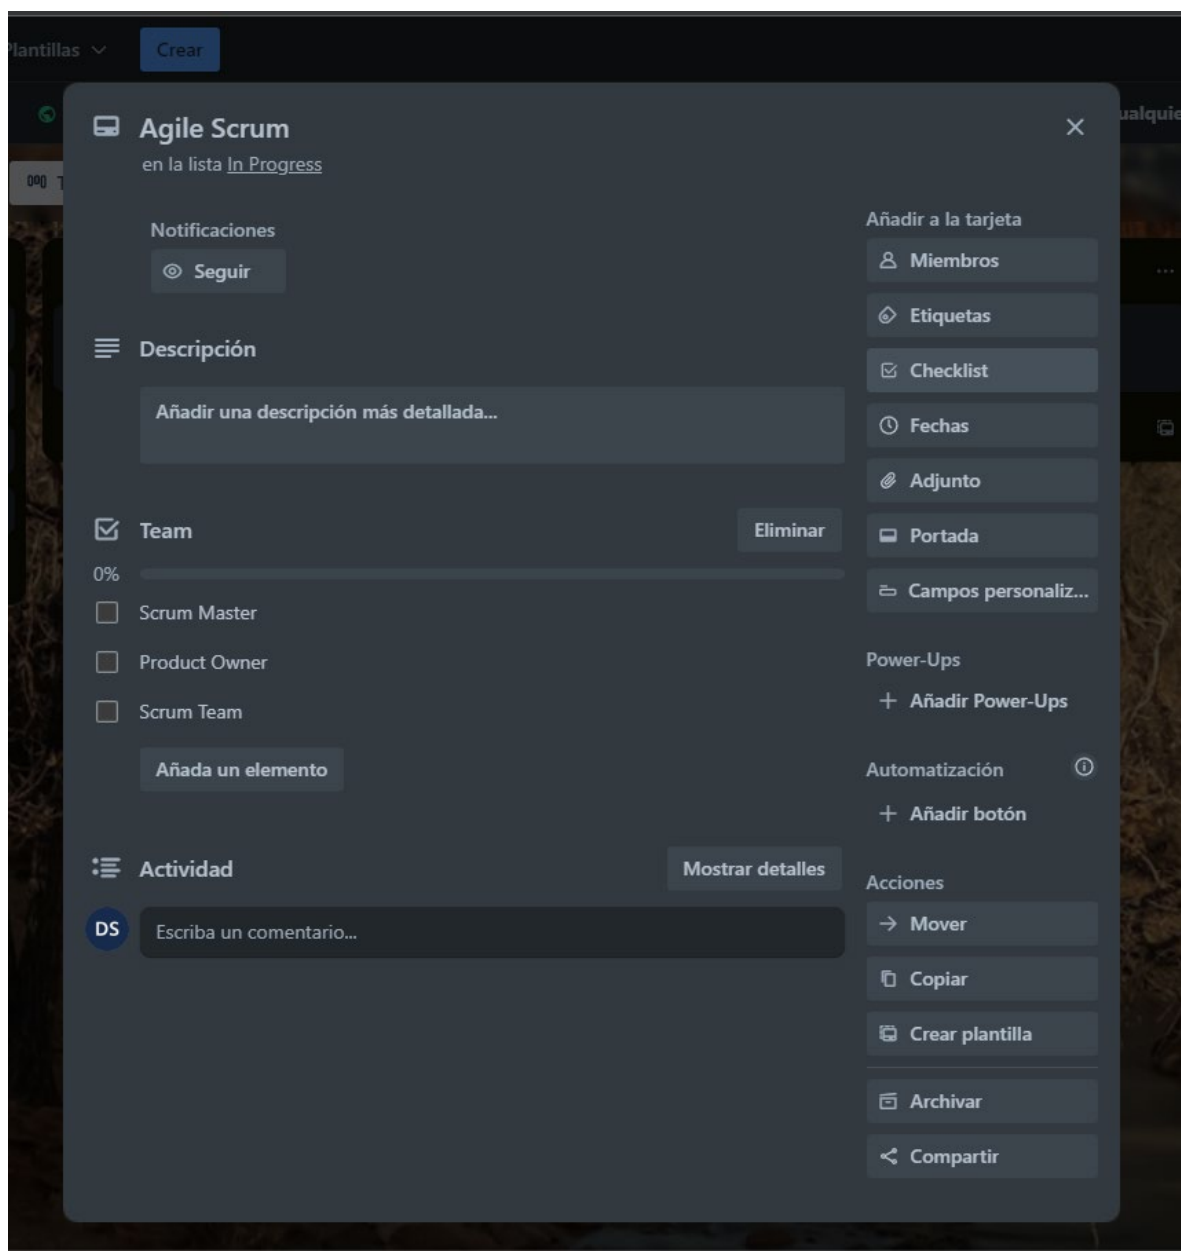 Plantillas
Crear
Agile Scrum
en la lista In Progress
Notificaciones
Seguir
Descripción
Añadir una descripción más detallada...
Team
Eliminar
0%
Scrum Master
Product Owner
Scrum Team
Añada un elemento
Actividad
Mostrar detalles
DS
Escriba un comentario...
Añadir a la tarjeta
Miembros
Etiquetas
Checklist
Fechas
Adjunto
Portada
Campos personaliz...
Power-Ups
+ Añadir Power-Ups
Automatización
+ Añadir botón
Acciones
Mover
Copiar
Crear plantilla
Archivar
Compartir